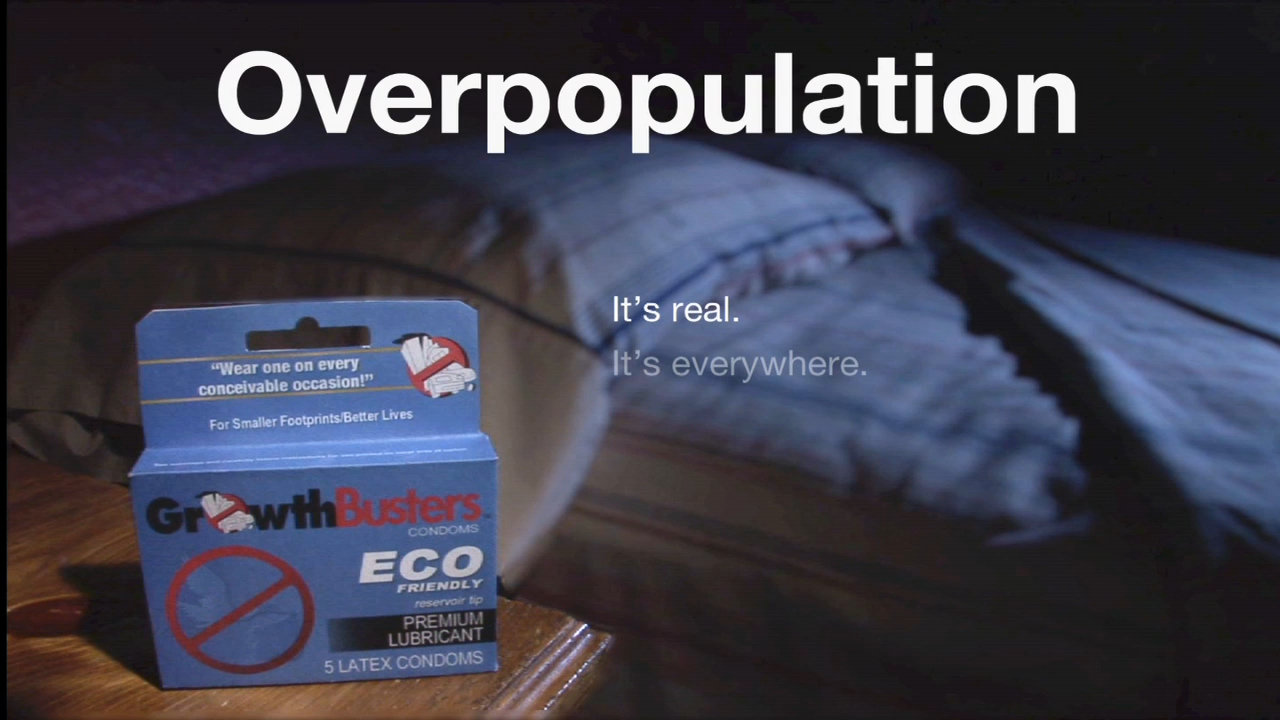 Overpopulation
It’s real.
It’s everywhere.
“Wear one on every
conceivable occasion!”
For Smaller Footprints/Better Lives
GrowthBusters
CONDOMS
ECO
FRIENDLY
reservoir tip
PREMIUM
LUBRICANT
5 LATEX CONDOMS